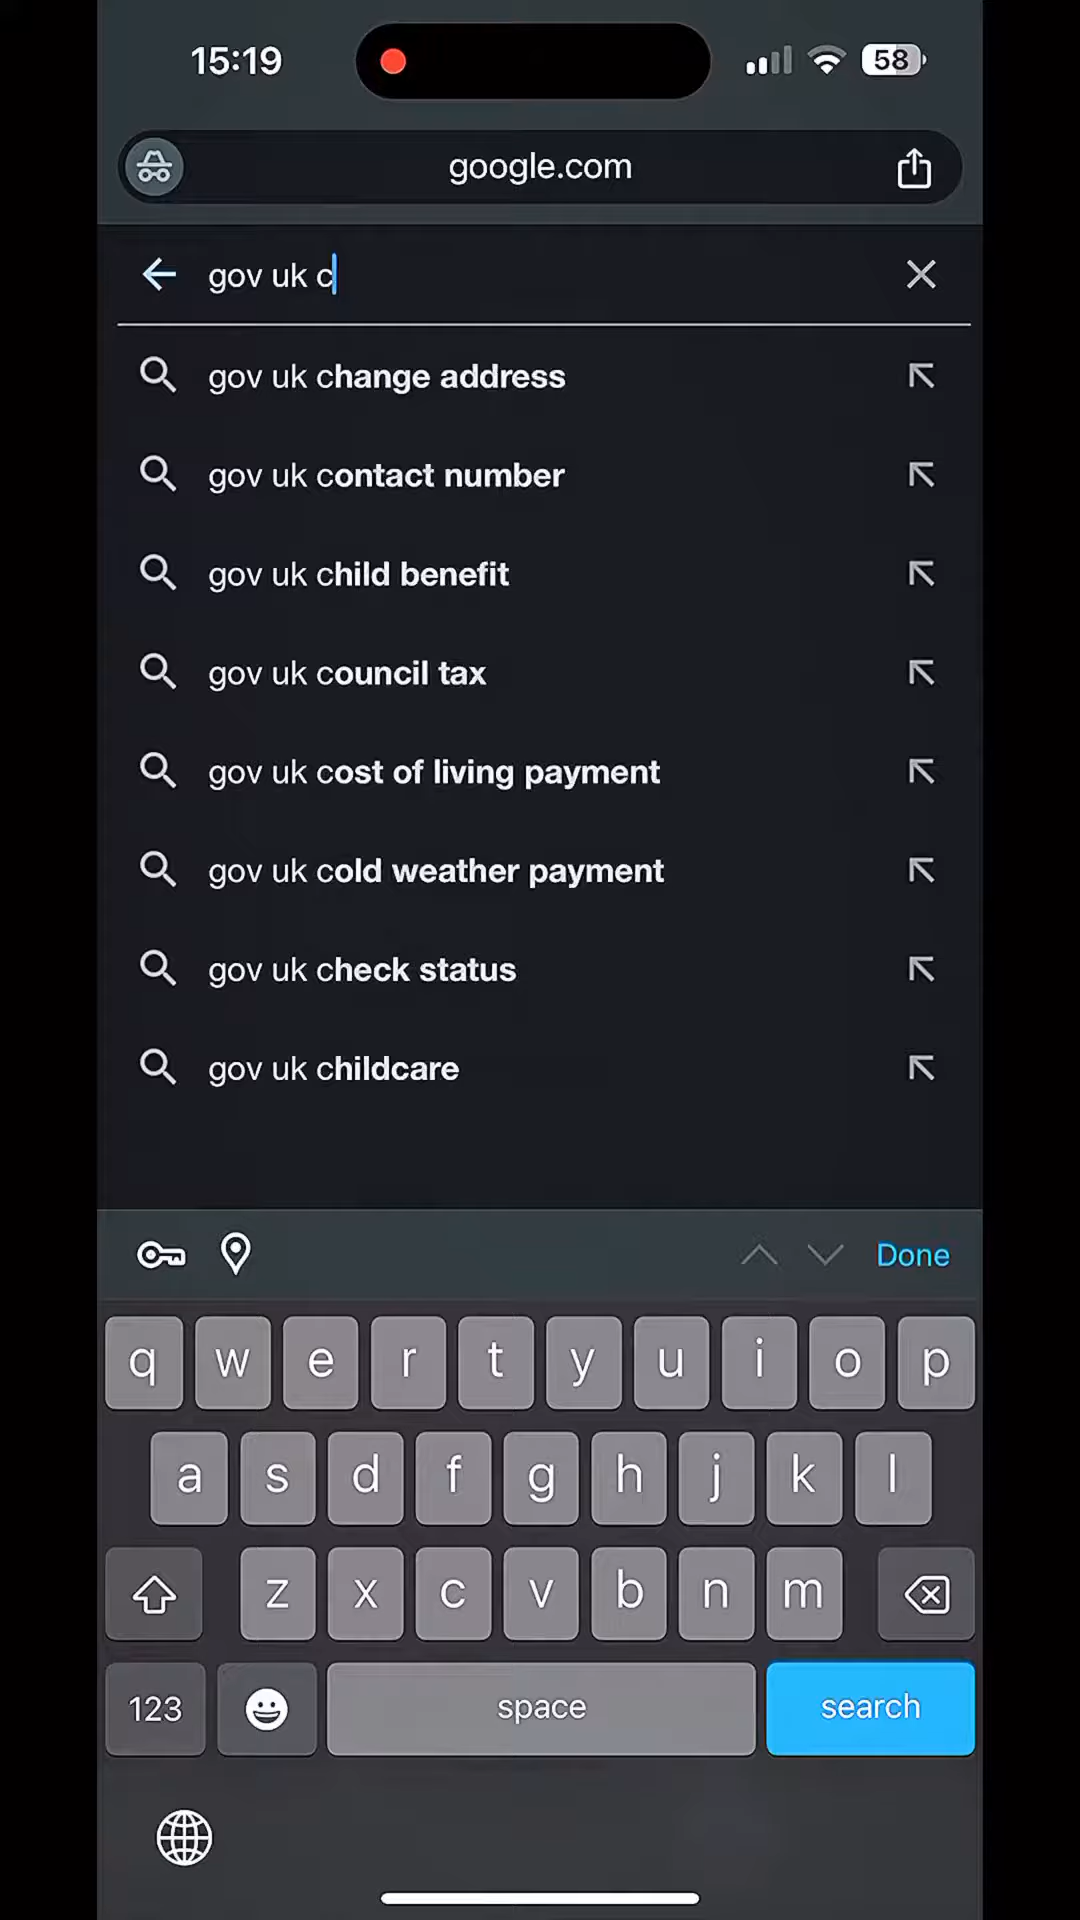 15:19
58
google.com
gov uk c
gov uk change address
gov uk contact number
gov uk child benefit
gov uk council tax
gov uk cost of living payment
gov uk cold weather payment
gov uk check status
gov uk childcare
Done
q w e r t y u i o p
a s d f g h j k l
z x c v b n m
123 space search